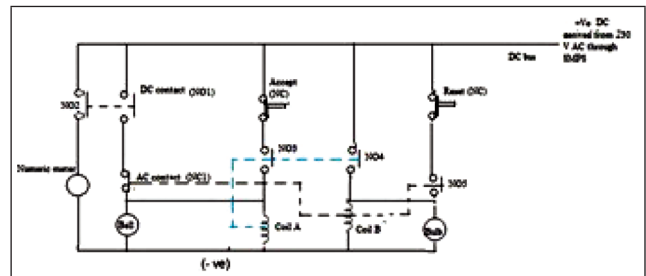 +Ve DC
derived from 230
V AC through
SMPS
DC bus
Accept
(NC)
DC contact (NO1)
NO2
Reset (NC)
NO3
NO4
Numeric meter
AC contact (NC1)
NO5
Bell
Coil A
Coil B
Bulb
(- ve)